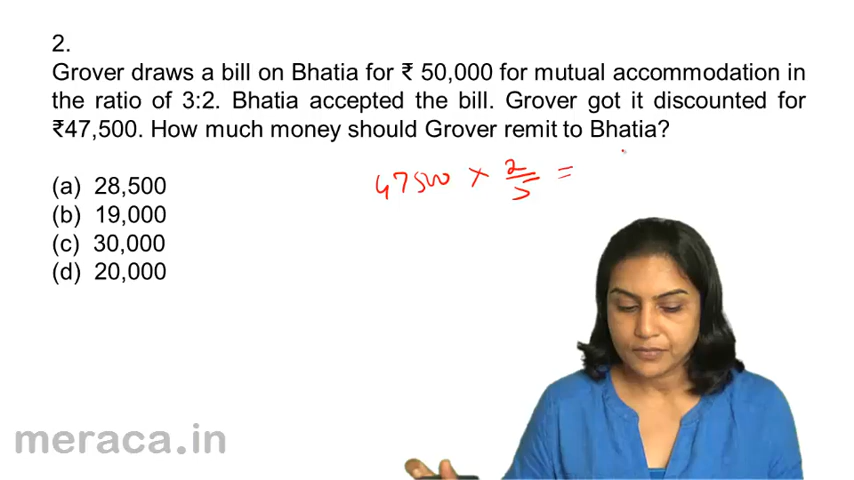 2.
Grover draws a bill on Bhatia for ₹ 50,000 for mutual accommodation in
the ratio of 3:2. Bhatia accepted the bill. Grover got it discounted for
₹47,500. How much money should Grover remit to Bhatia?
47500 × 2/5 =
(a) 28,500
(b) 19,000
(c) 30,000
(d) 20,000
meraca.in